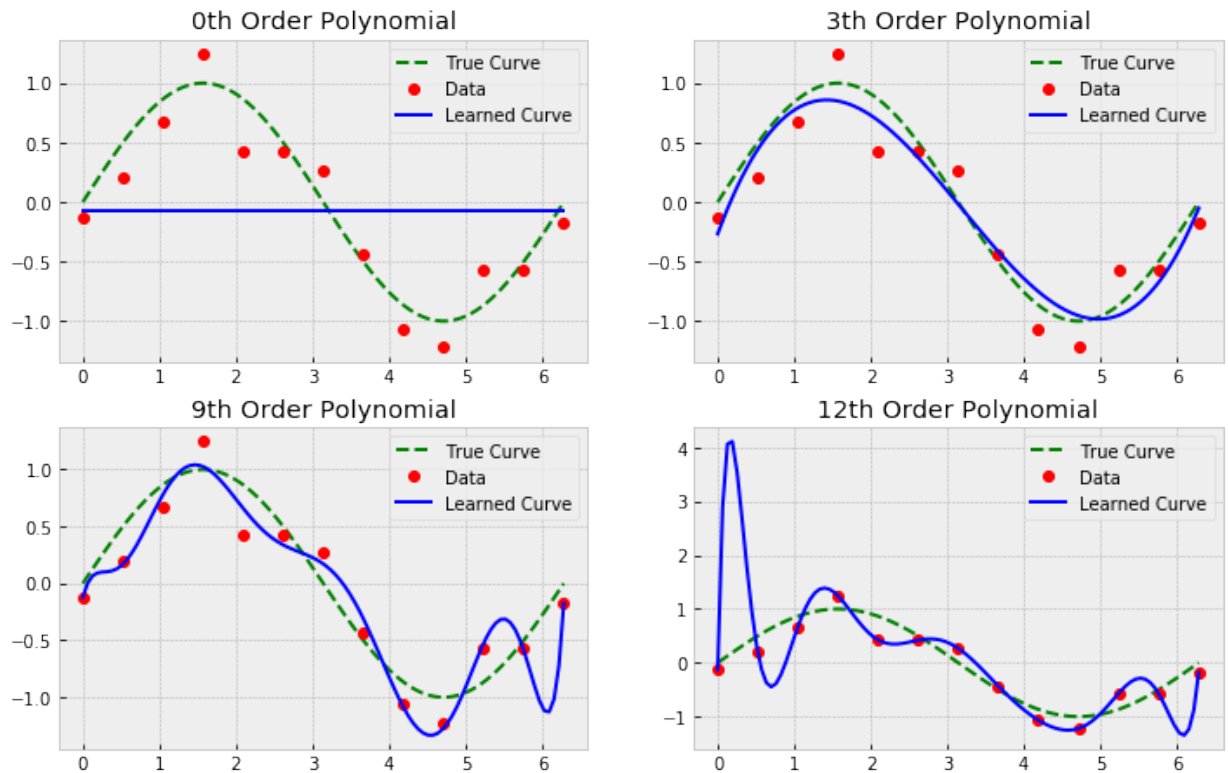 0th Order Polynomial
True Curve
Data
Learned Curve
1.0
0.5
0.0
−0.5
−1.0
0 1 2 3 4 5 6
3th Order Polynomial
True Curve
Data
Learned Curve
1.0
0.5
0.0
−0.5
−1.0
0 1 2 3 4 5 6
9th Order Polynomial
True Curve
Data
Learned Curve
1.0
0.5
0.0
−0.5
−1.0
0 1 2 3 4 5 6
12th Order Polynomial
True Curve
Data
Learned Curve
4
3
2
1
0
−1
0 1 2 3 4 5 6